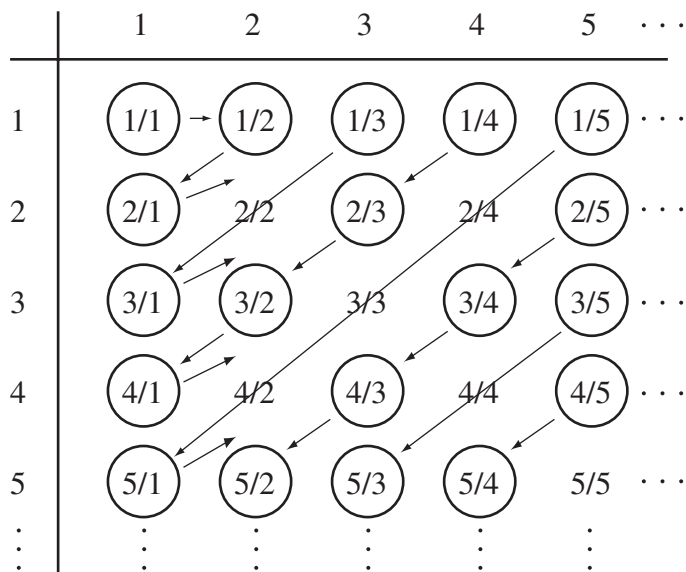 1 2 3 4 5 · · ·
1 1/1 1/2 1/3 1/4 1/5 · · ·
2 2/1 2/2 2/3 2/4 2/5 · · ·
3 3/1 3/2 3/3 3/4 3/5 · · ·
4 4/1 4/2 4/3 4/4 4/5 · · ·
5 5/1 5/2 5/3 5/4 5/5 · · ·
⋮ ⋮ ⋮ ⋮ ⋮ ⋮